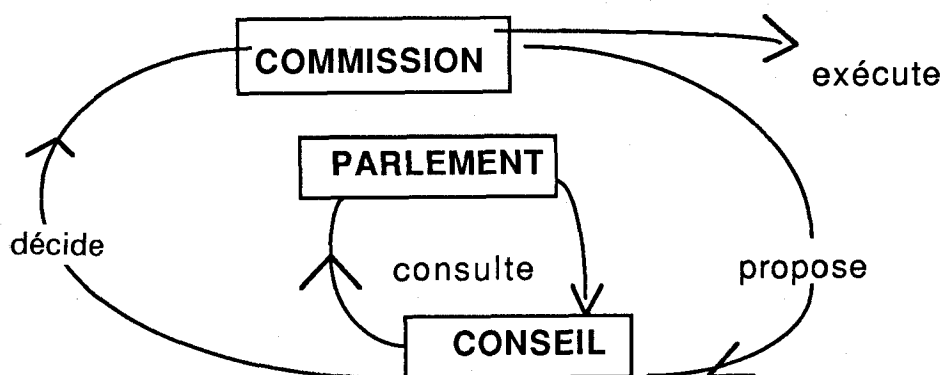 COMMISSION
exécute
PARLEMENT
décide
consulte
propose
CONSEIL